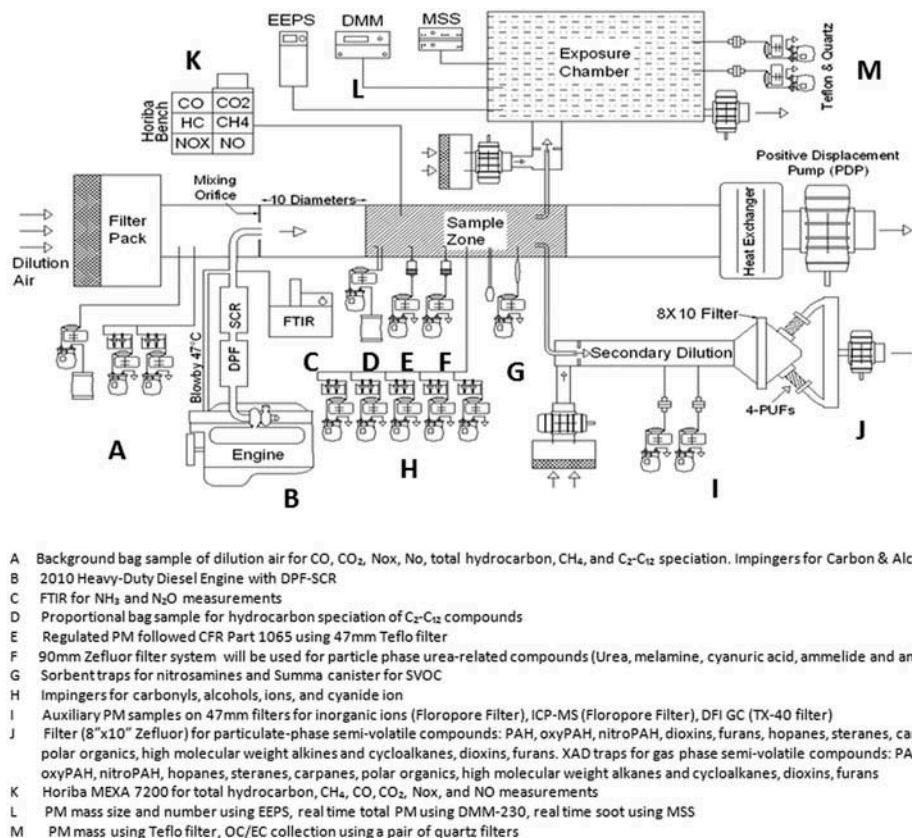 EEPS DMM MSS
K
L
Exposure
Chamber
Teflon & Quartz
M
Horiba
Bench
CO CO2
HC CH4
NOX NO
Positive Displacement
Pump (PDP)
Mixing
Orifice
10 Diameters
Filter
Pack
Sample
Zone
Heat Exchanger
Dilution
Air
SCR
DPF
Blowby 47°C
FTIR
8X10 Filter
Secondary Dilution
4-PUFs
C D E F
G
A
Engine
B
H
I
J
A Background bag sample of dilution air for CO, CO₂, Nox, No, total hydrocarbon, CH₄, and C₂-C₁₂ speciation. Impingers for Carbon & Alc
B 2010 Heavy-Duty Diesel Engine with DPF-SCR
C FTIR for NH₃ and N₂O measurements
D Proportional bag sample for hydrocarbon speciation of C₂-C₁₂ compounds
E Regulated PM followed CFR Part 1065 using 47mm Teflo filter
F 90mm Zefluor filter system will be used for particle phase urea-related compounds (Urea, melamine, cyanuric acid, ammelide and am
G Sorbent traps for nitrosamines and Summa canister for SVOC
H Impingers for carbonyls, alcohols, ions, and cyanide ion
I Auxiliary PM samples on 47mm filters for inorganic ions (Floropore Filter), ICP-MS (Floropore Filter), DFI GC (TX-40 filter)
J Filter (8"x10" Zefluor) for particulate-phase semi-volatile compounds: PAH, oxyPAH, nitroPAH, dioxins, furans, hopanes, steranes, car
polar organics, high molecular weight alkines and cycloalkanes, dioxins, furans. XAD traps for gas phase semi-volatile compounds: PA
oxyPAH, nitroPAH, hopanes, steranes, carpanes, polar organics, high molecular weight alkanes and cycloalkanes, dioxins, furans
K Horiba MEXA 7200 for total hydrocarbon, CH₄, CO, CO₂, Nox, and NO measurements
L PM mass size and number using EEPS, real time total PM using DMM-230, real time soot using MSS
M PM mass using Teflo filter, OC/EC collection using a pair of quartz filters